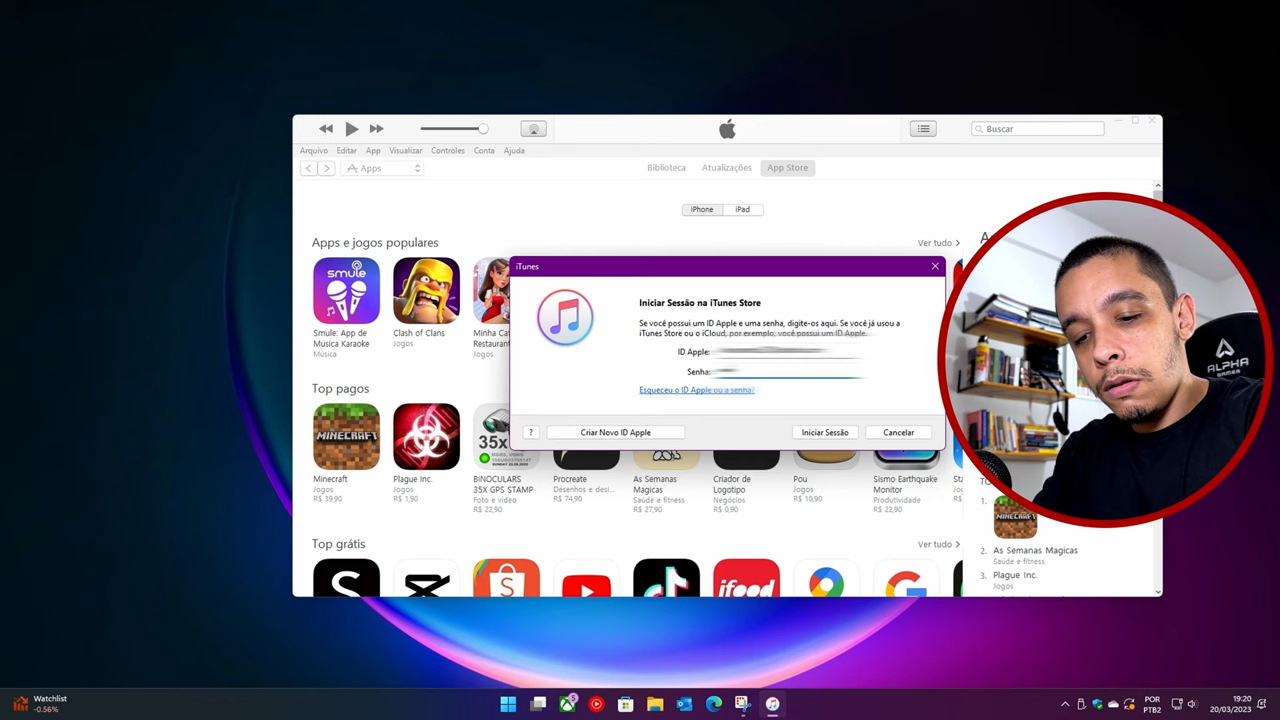 Buscar
Arquivo Editar App Visualizar Controles Conta Ajuda
Apps
Biblioteca Atualizações App Store
iPhone iPad
Apps e jogos populares
Ver tudo
smule
Smule: App de
Musica Karaoke
Música
Clash of Clans
Jogos
Minha
iTunes
Iniciar Sessão na iTunes Store
Se você possui um ID Apple e uma senha, digite-os aqui. Se você já usou a
iTunes Store ou o iCloud, por exemplo, você possui um ID Apple.
ID Apple:
Senha:
Esqueceu o ID Apple ou a senha?
?
Criar Novo ID Apple
Iniciar Sessão
Cancelar
ALPHA
GAMER
Top pagos
MINECRAFT
Minecraft
Jogos
R$ 39,90
Plague Inc.
Jogos
R$ 1,90
35x
BINOCULARS
35X GPS STAMP
Foto e vídeo
R$ 22,90
Procreate
Desenhos e desi...
R$ 74,90
As Semanas
Magicas
Saúde e fitness
R$ 27,90
Criador de
Logotipo
Negócios
R$ 0,90
Pou
Jogos
R$ 10,90
Sismo Earthquake
Monitor
Produtividade
R$ 22,90
1.
MINECRAFT
2. As Semanas Magicas
Saúde e fitness
3. Plague Inc.
Jogos
Top grátis
Ver tudo
ifood
Watchlist
-0.56%
5
POR
PTB2
19:20
20/03/2023